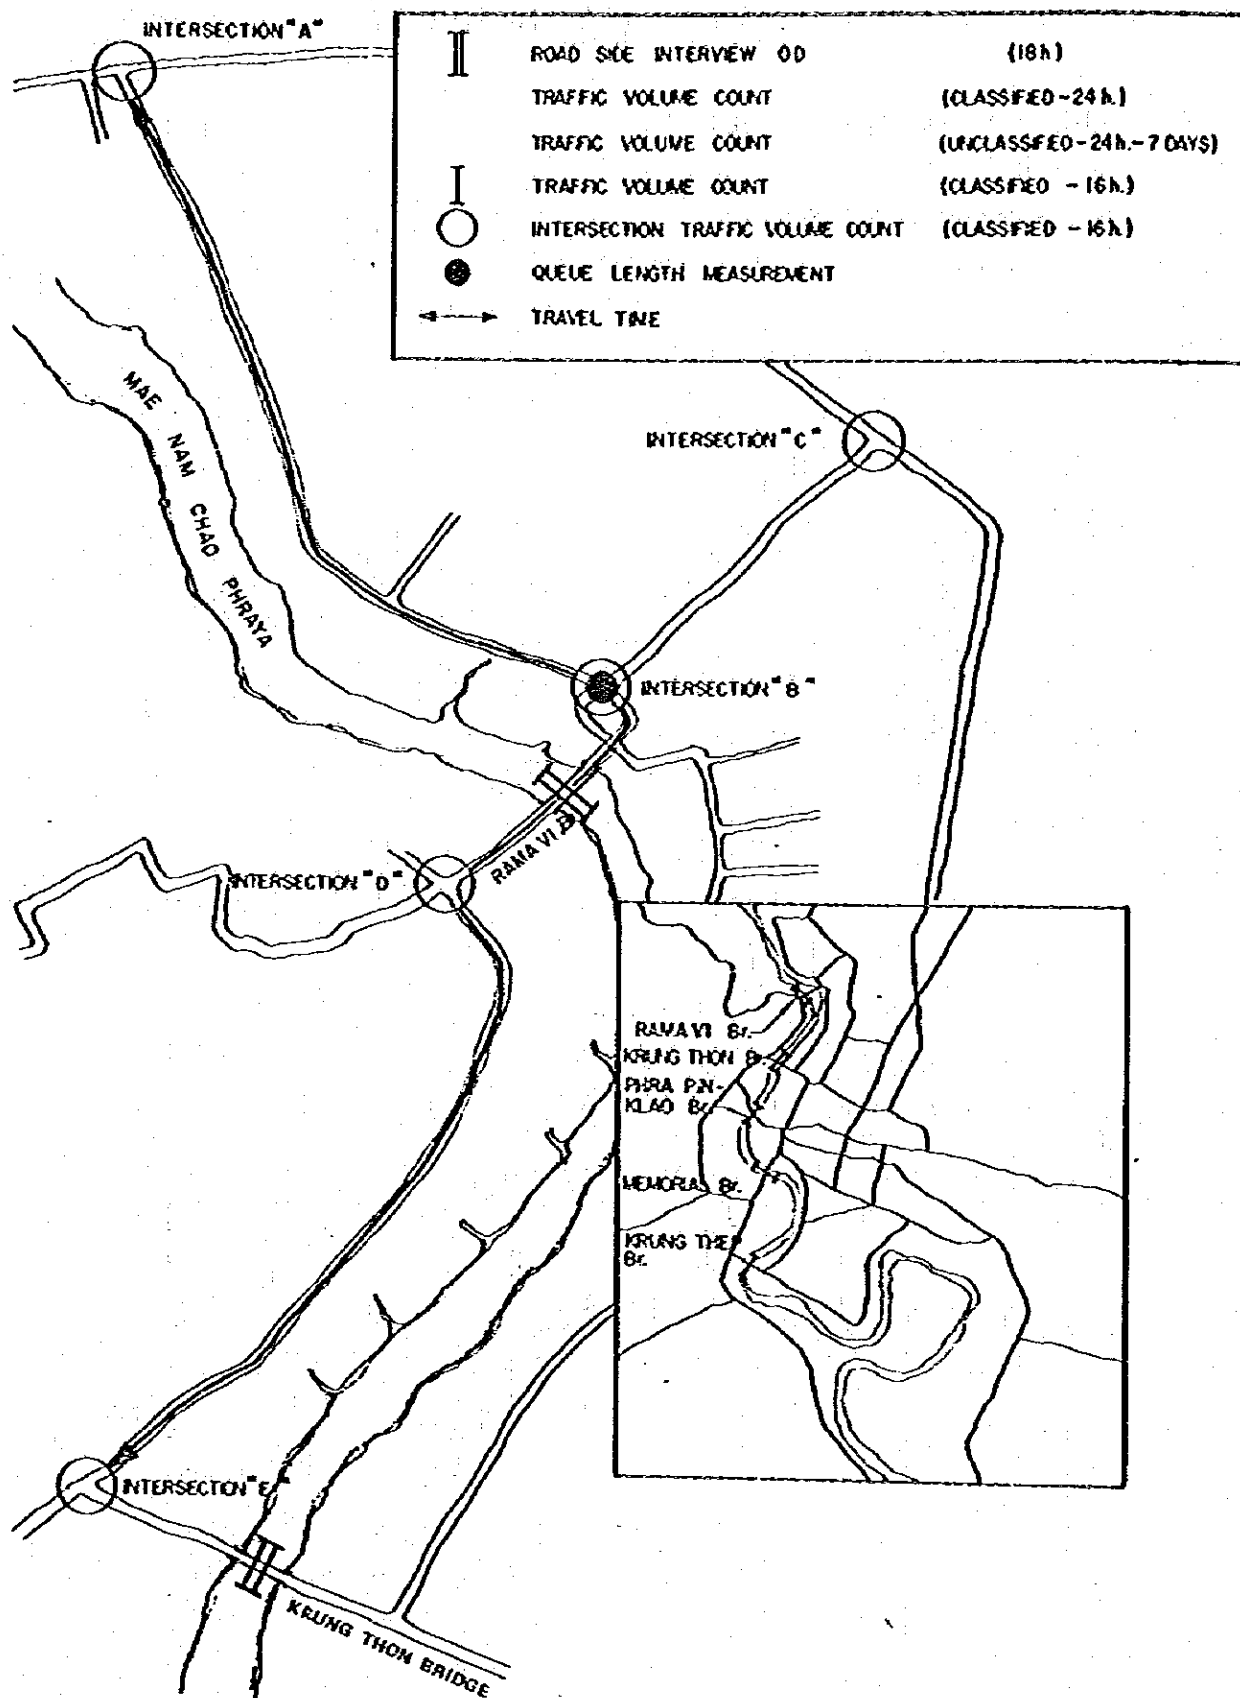 INTERSECTION "A"
ROAD SIDE INTERVIEW OD (18h)
TRAFFIC VOLUME COUNT (CLASSIFIED-24h.)
TRAFFIC VOLUME COUNT (UNCLASSIFIED-24h.-7DAYS)
TRAFFIC VOLUME COUNT (CLASSIFIED -16h.)
INTERSECTION TRAFFIC VOLUME COUNT (CLASSIFIED -16h)
QUEUE LENGTH MEASUREMENT
TRAVEL TIME
MAE NAM CHAO PHRAYA
INTERSECTION "C"
INTERSECTION "B"
RAMA VI B
INTERSECTION "D"
RAMA VI Br.
KRUNG THON Br.
PHRA PIN-
KLAO Br.
MEMORIAL Br.
KRUNG THEP
Br.
INTERSECTION "E"
KRUNG THON BRIDGE